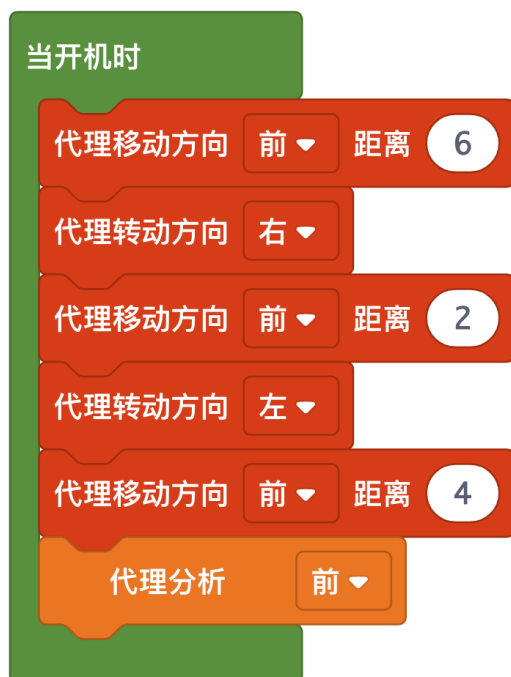 当开机时
代理移动方向 前 距离 6
代理转动方向 右
代理移动方向 前 距离 2
代理转动方向 左
代理移动方向 前 距离 4
代理分析 前